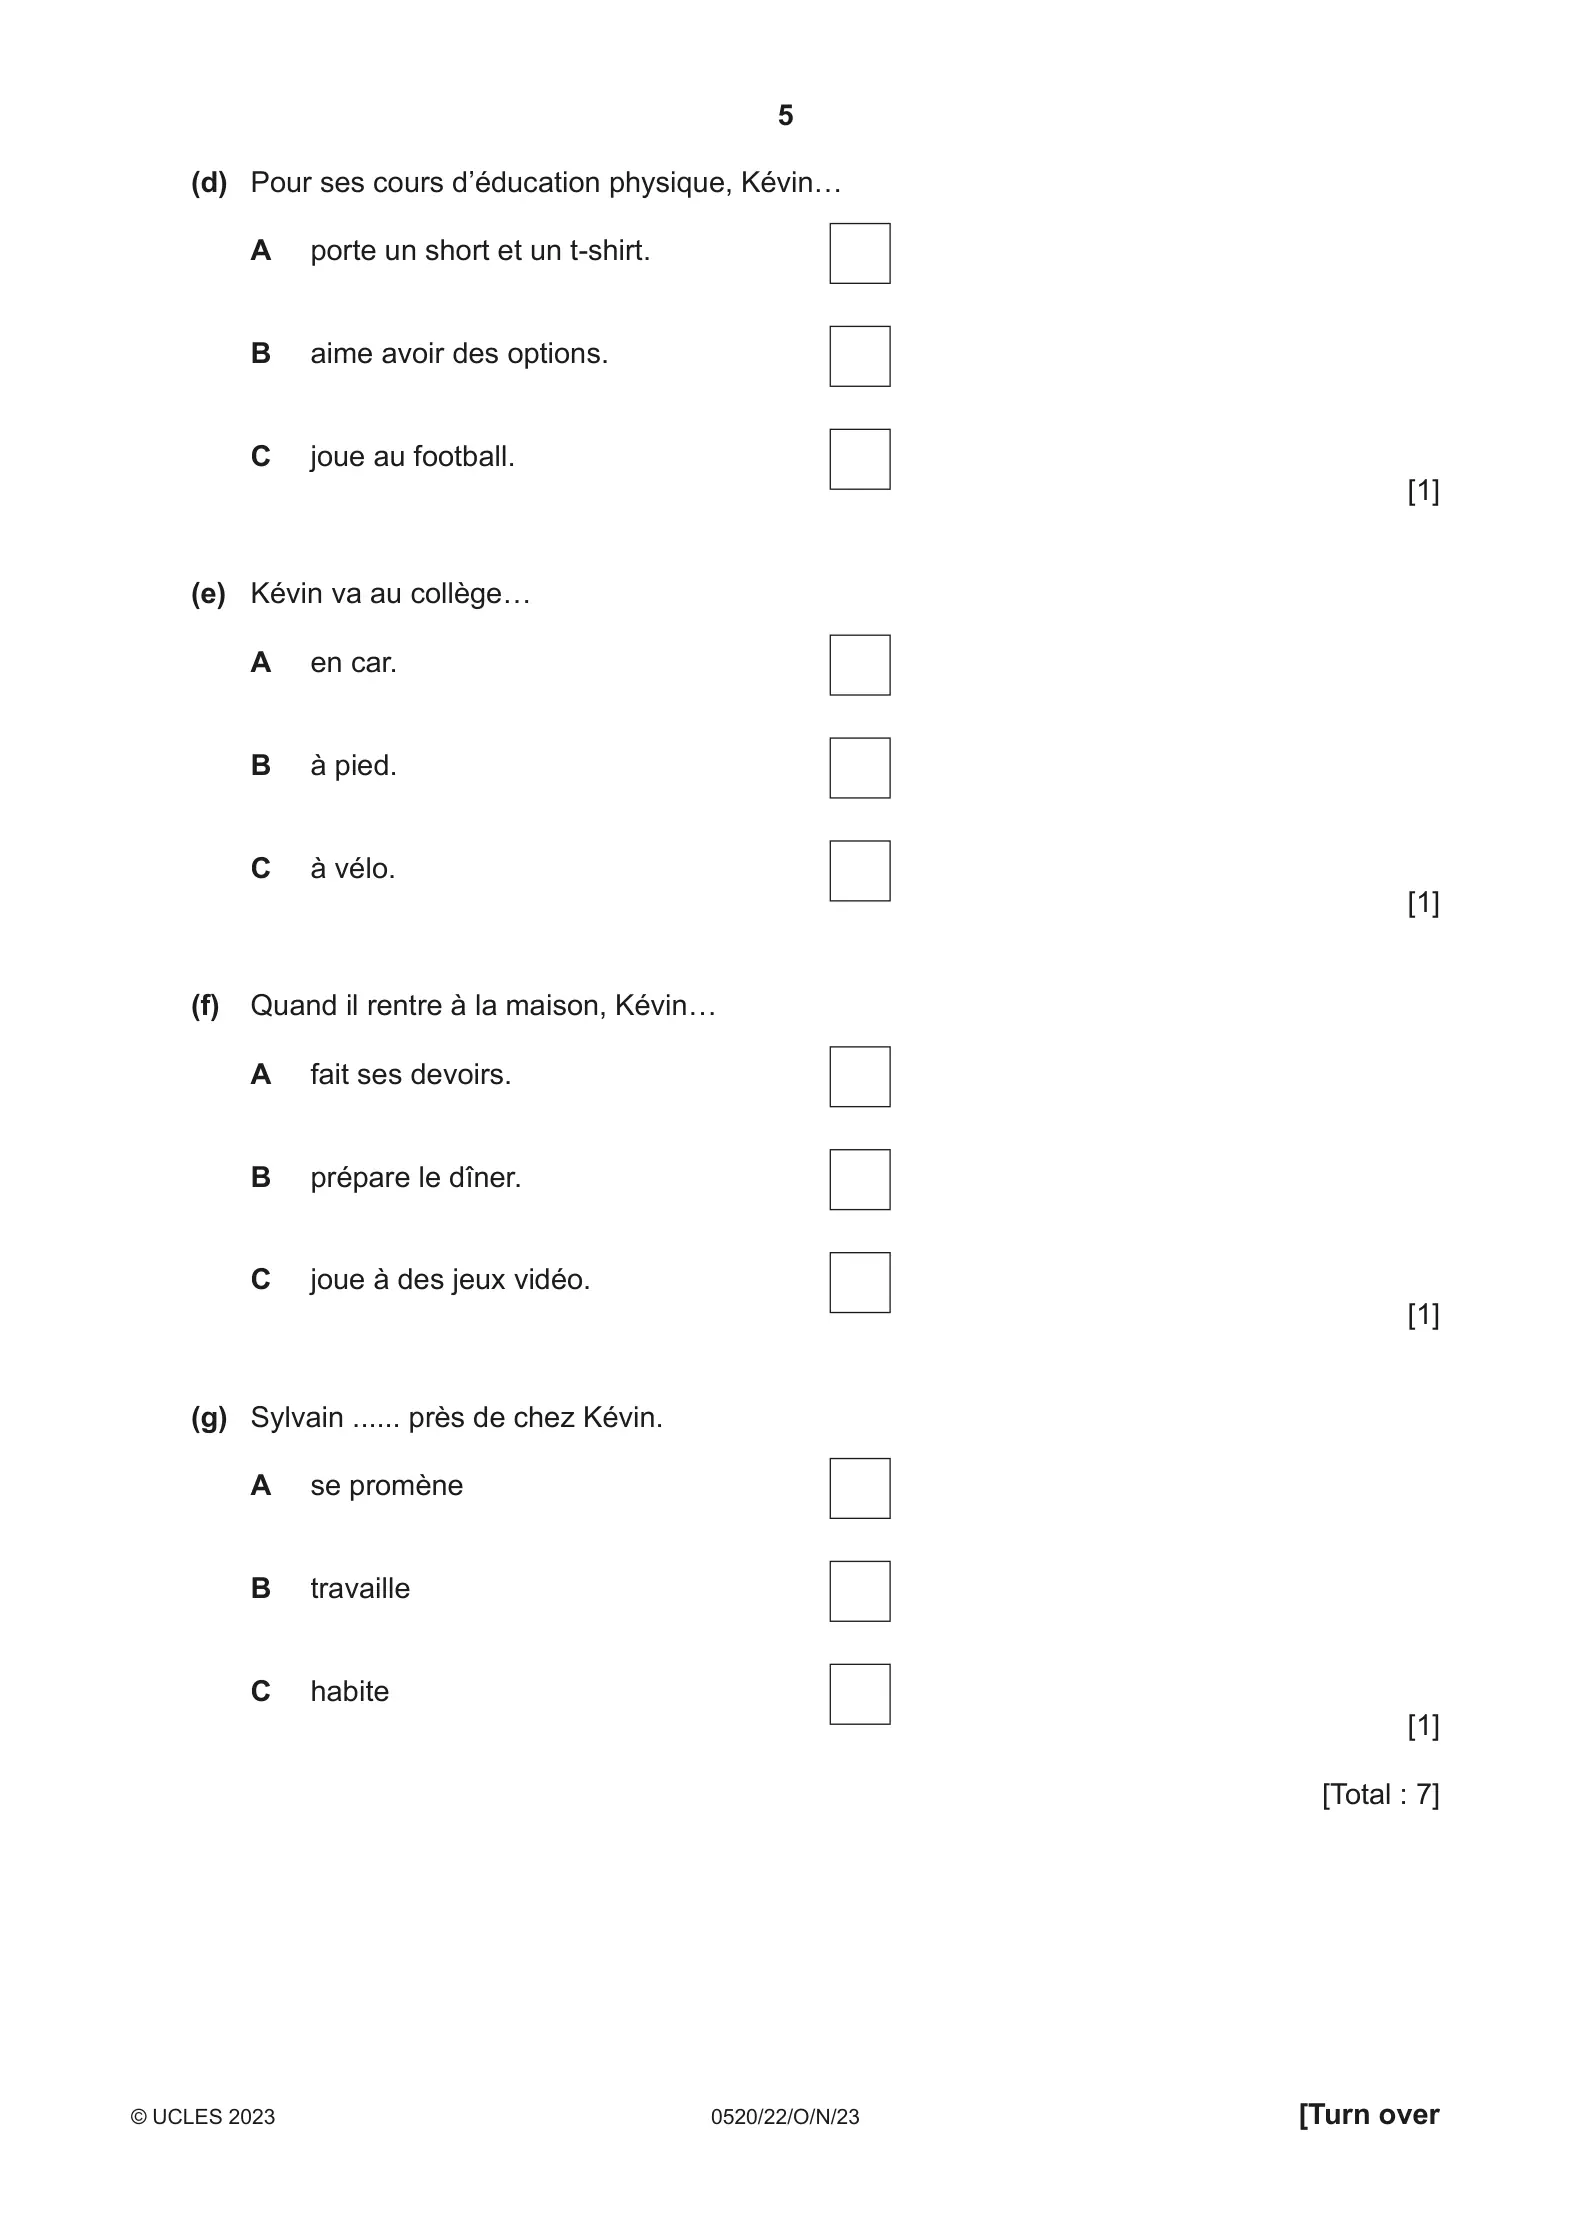 5
(d) Pour ses cours d’éducation physique, Kévin…
A porte un short et un t-shirt.
B aime avoir des options.
C joue au football.
[1]
(e) Kévin va au collège…
A en car.
B à pied.
C à vélo.
[1]
(f) Quand il rentre à la maison, Kévin…
A fait ses devoirs.
B prépare le dîner.
C joue à des jeux vidéo.
[1]
(g) Sylvain ...... près de chez Kévin.
A se promène
B travaille
C habite
[1]
[Total : 7]
© UCLES 2023 0520/22/O/N/23 [Turn over